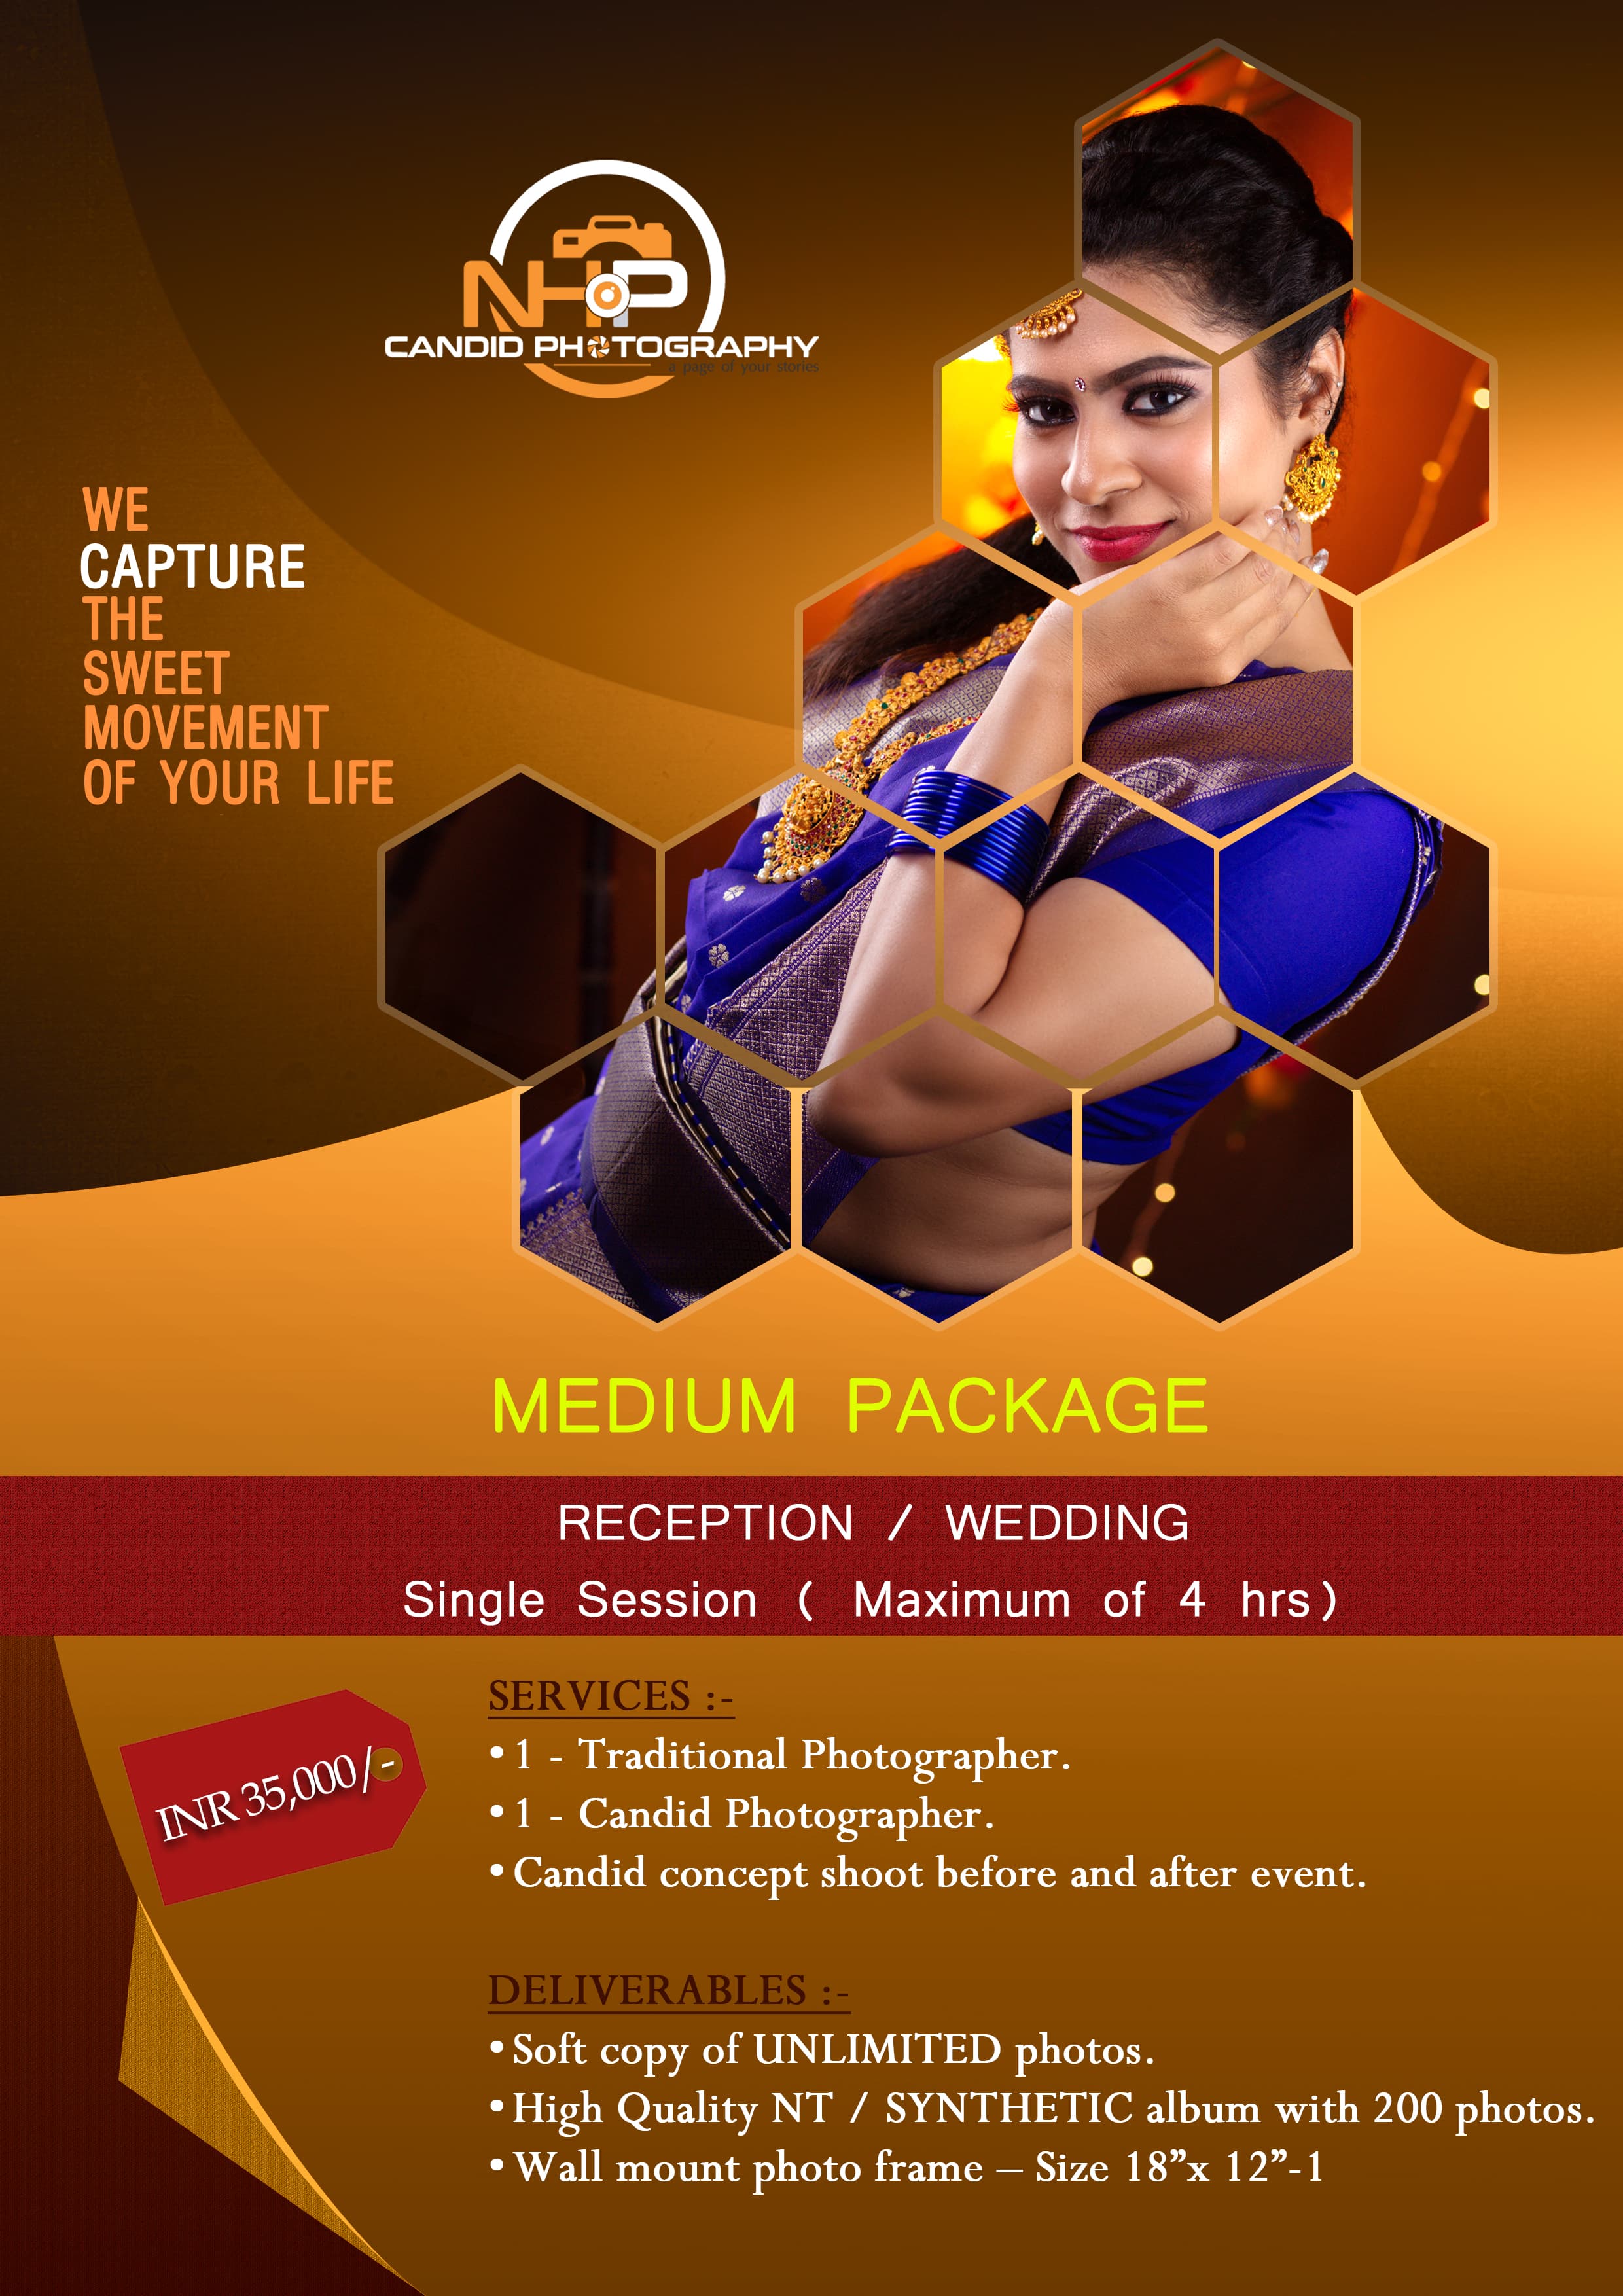 NHP
CANDID PHOTOGRAPHY
a page of your stories
WE
CAPTURE
THE
SWEET
MOVEMENT
OF YOUR LIFE
MEDIUM PACKAGE
RECEPTION / WEDDING
Single Session ( Maximum of 4 hrs)
INR 35,000/-
SERVICES :-
•1 - Traditional Photographer.
•1 - Candid Photographer.
•Candid concept shoot before and after event.
DELIVERABLES :-
•Soft copy of UNLIMITED photos.
•High Quality NT / SYNTHETIC album with 200 photos.
•Wall mount photo frame – Size 18”x 12”-1